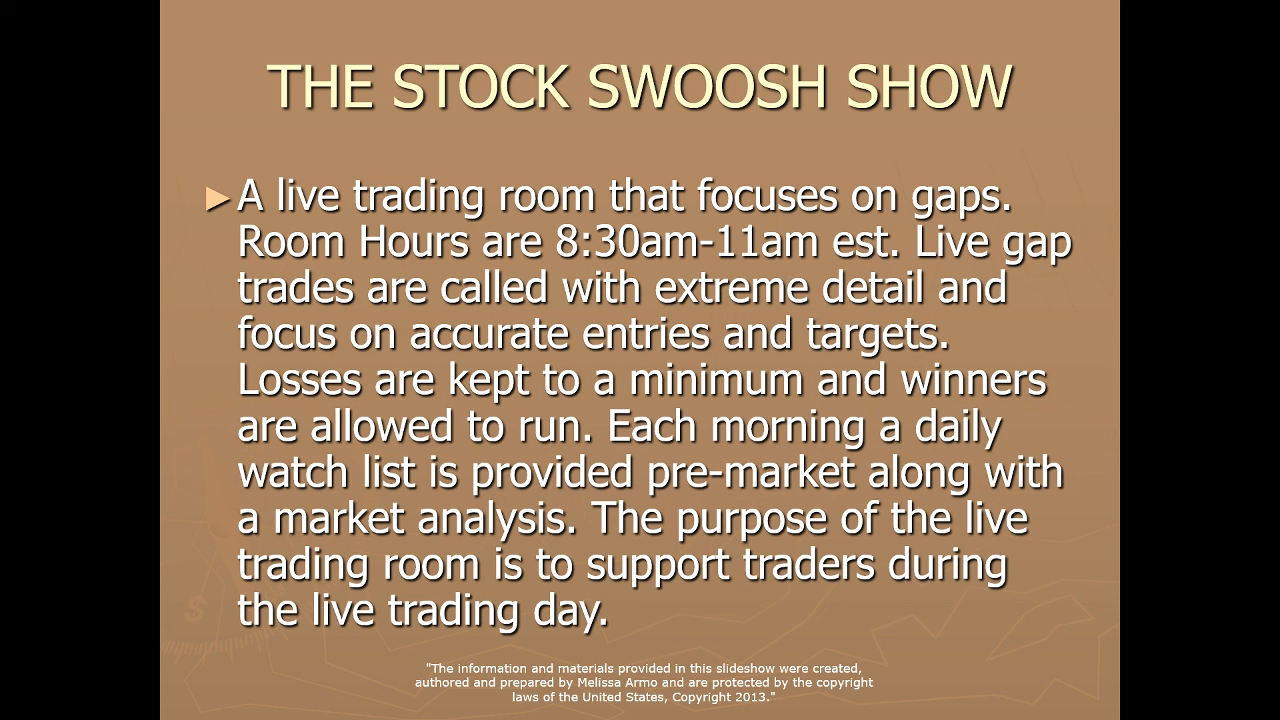 THE STOCK SWOOSH SHOW
►A live trading room that focuses on gaps.
Room Hours are 8:30am-11am est. Live gap
trades are called with extreme detail and
focus on accurate entries and targets.
Losses are kept to a minimum and winners
are allowed to run. Each morning a daily
watch list is provided pre-market along with
a market analysis. The purpose of the live
trading room is to support traders during
the live trading day.
"The information and materials provided in this slideshow were created,
authored and prepared by Melissa Armo and are protected by the copyright
laws of the United States, Copyright 2013."